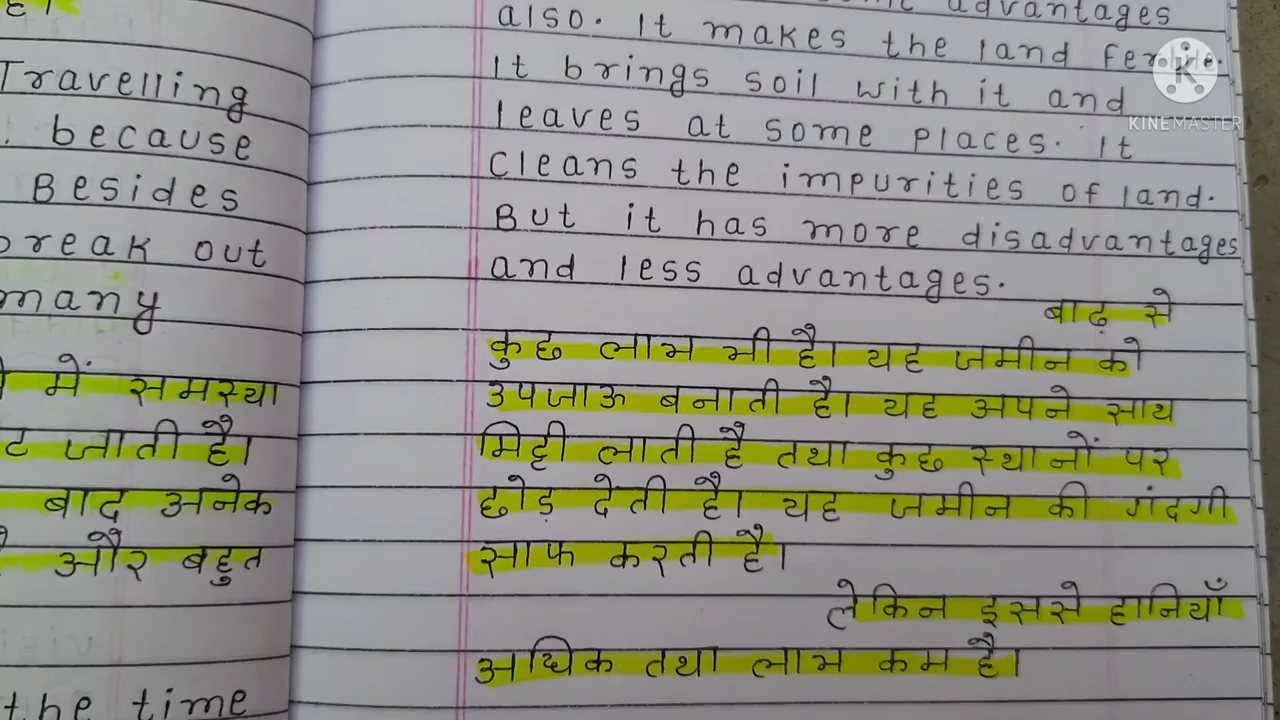 है।
Travelling
because
Besides
break out
many
में समस्या
जाती है।
बाद अनेक
और बहुत
the time
advantages
also. It makes the land
It brings soil with it and
leaves at some places. It
cleans the impurities of land.
But it has more disadvantages
and less advantages.
बाढ़ से
कुछ लाभ भी है। यह जमीन को
उपजाऊ बनाती है। यह अपने साथ
मिट्टी लाती है तथा कुछ स्थानों पर
छोड़ देती है। यह जमीन की गंदगी
साफ करती है।
लेकिन इससे हानियाँ
अधिक तथा लाभ कम है।
K
KINEMASTER